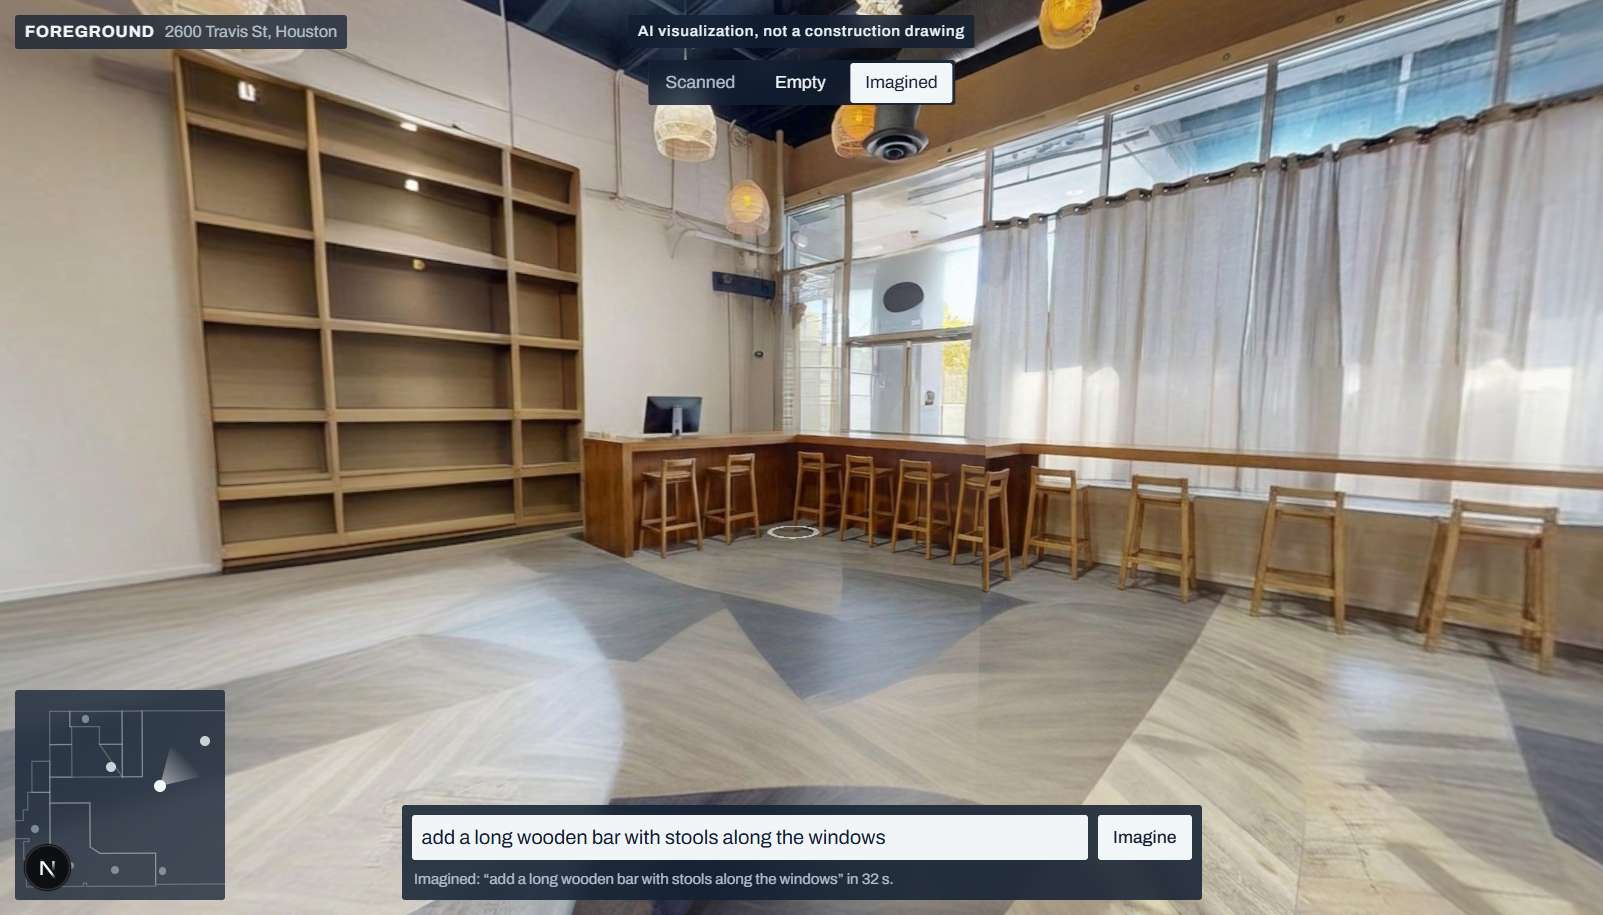 FOREGROUND 2600 Travis St, Houston
AI visualization, not a construction drawing
Scanned Empty Imagined
add a long wooden bar with stools along the windows
Imagine
Imagined: “add a long wooden bar with stools along the windows” in 32 s.
N